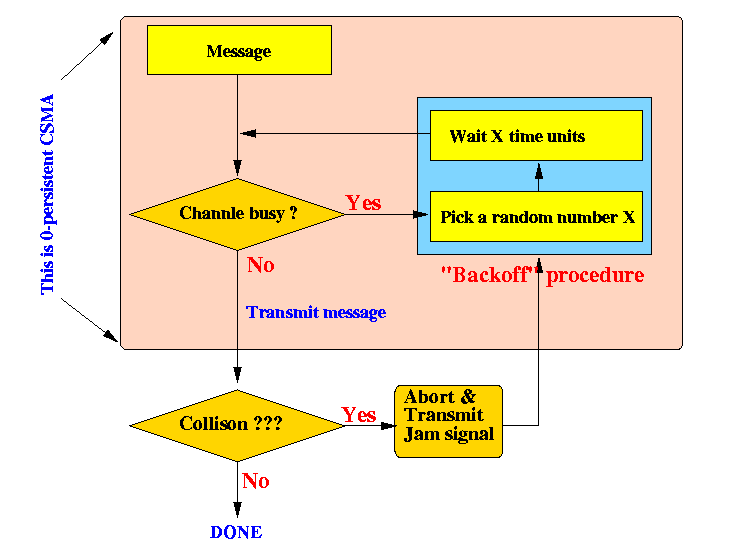 Message
Wait X time units
This is 0-persistent CSMA
Channle busy ?
Yes
Pick a random number X
No
"Backoff" procedure
Transmit message
Collison ???
Yes
Abort &
Transmit
Jam signal
No
DONE